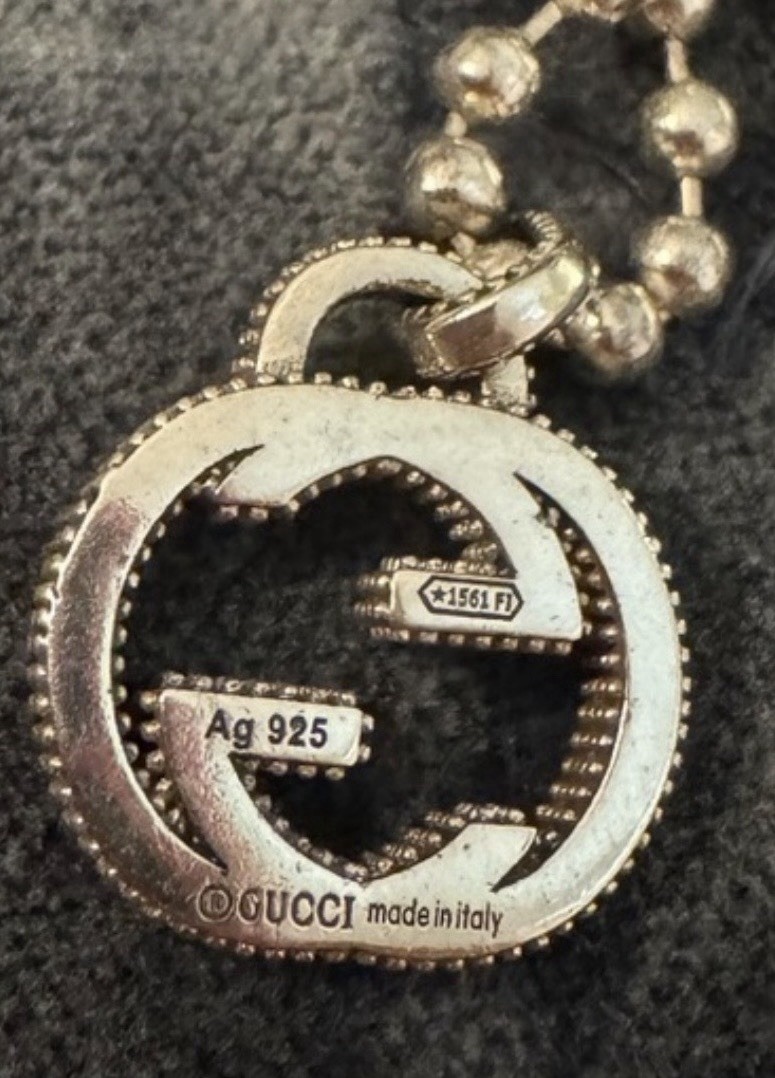 ★1561 FI
Ag 925
®GUCCI made in italy